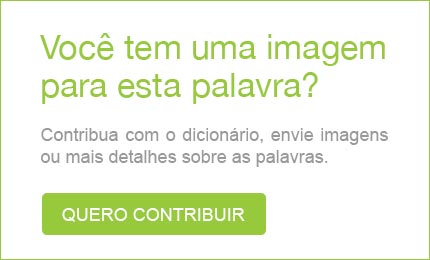 Você tem uma imagem
para esta palavra?
Contribua com o dicionário, envie imagens
ou mais detalhes sobre as palavras.
QUERO CONTRIBUIR